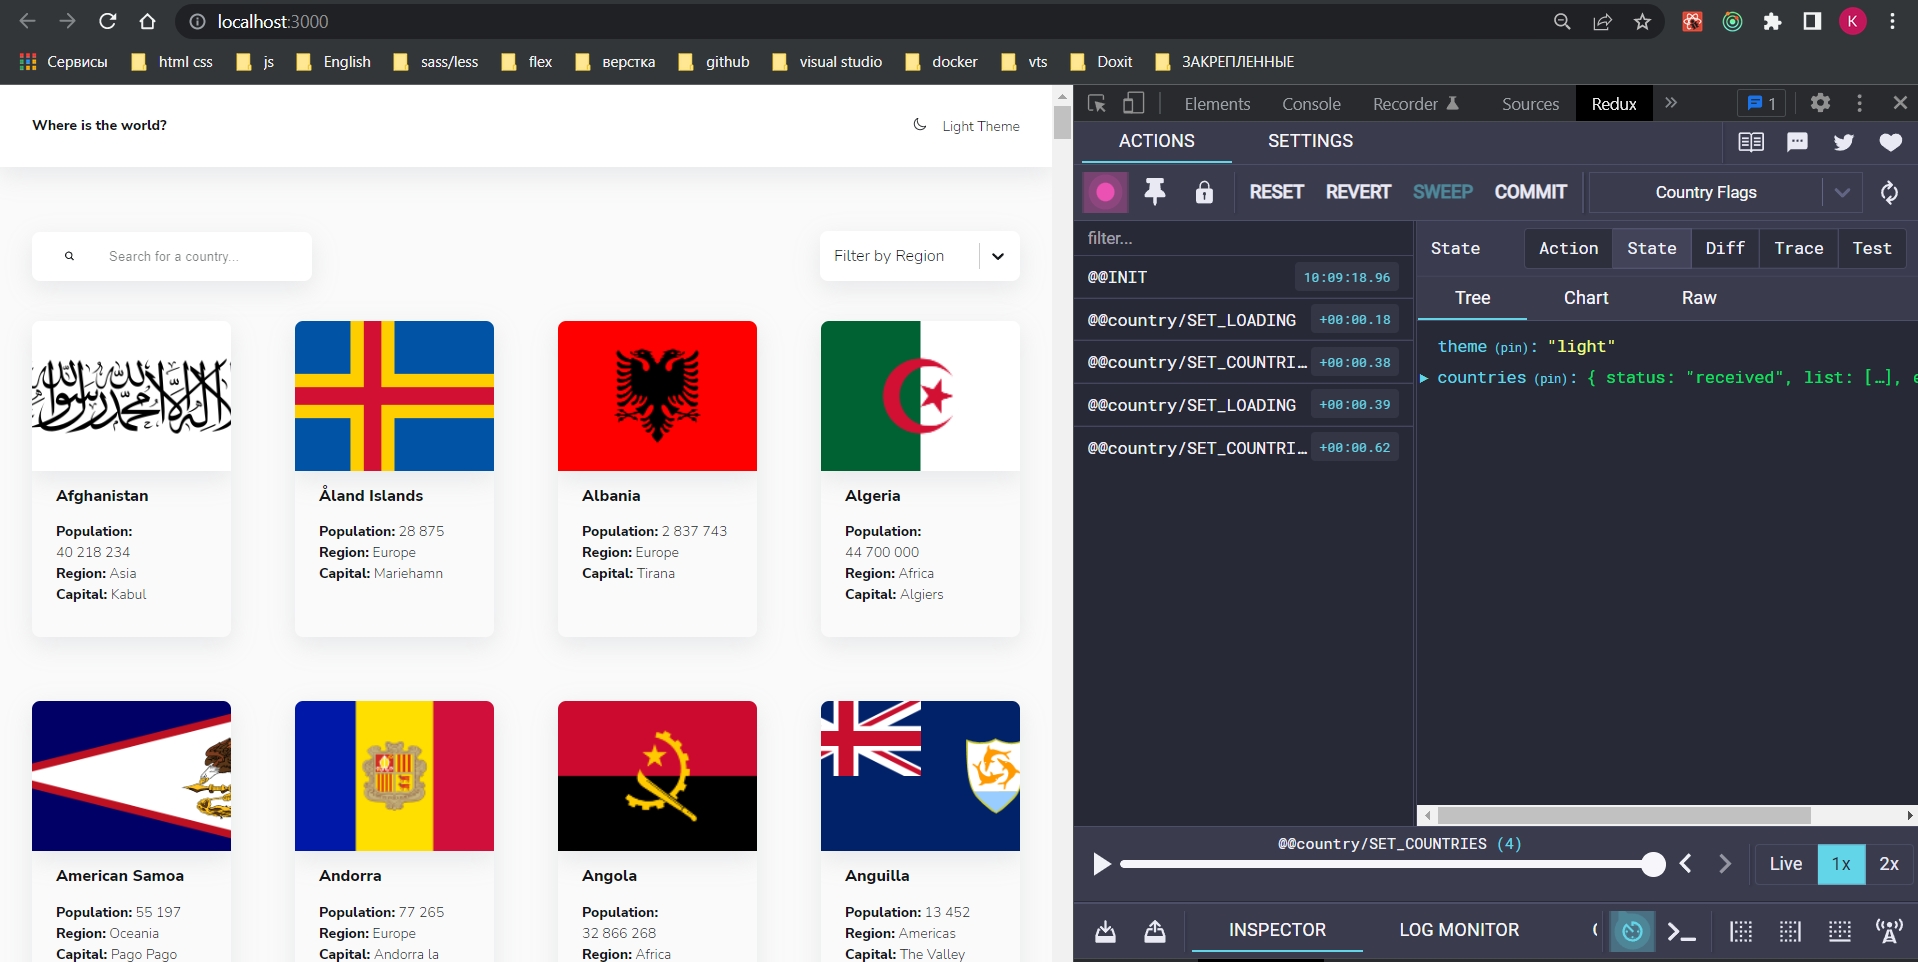 localhost:3000
K
Сервисы
html css
js
English
sass/less
flex
верстка
github
visual studio
docker
vts
Doxit
ЗАКРЕПЛЕННЫЕ
Where is the world?
Light Theme
Search for a country...
Filter by Region
Afghanistan
Population:
40 218 234
Region: Asia
Capital: Kabul
Åland Islands
Population: 28 875
Region: Europe
Capital: Mariehamn
Albania
Population: 2 837 743
Region: Europe
Capital: Tirana
Algeria
Population:
44 700 000
Region: Africa
Capital: Algiers
American Samoa
Population: 55 197
Region: Oceania
Capital: Pago Pago
Andorra
Population: 77 265
Region: Europe
Capital: Andorra la
Angola
Population:
32 866 268
Region: Africa
Anguilla
Population: 13 452
Region: Americas
Capital: The Valley
Elements
Console
Recorder
Sources
Redux
1
ACTIONS
SETTINGS
RESET
REVERT
SWEEP
COMMIT
Country Flags
filter...
@@INIT 10:09:18.96
@@country/SET_LOADING +00:00.18
@@country/SET_COUNTRI… +00:00.38
@@country/SET_LOADING +00:00.39
@@country/SET_COUNTRI… +00:00.62
State
Action
State
Diff
Trace
Test
Tree
Chart
Raw
theme (pin): "light"
countries (pin): { status: "received", list: […], e
@@country/SET_COUNTRIES (4)
Live
1x
2x
INSPECTOR
LOG MONITOR